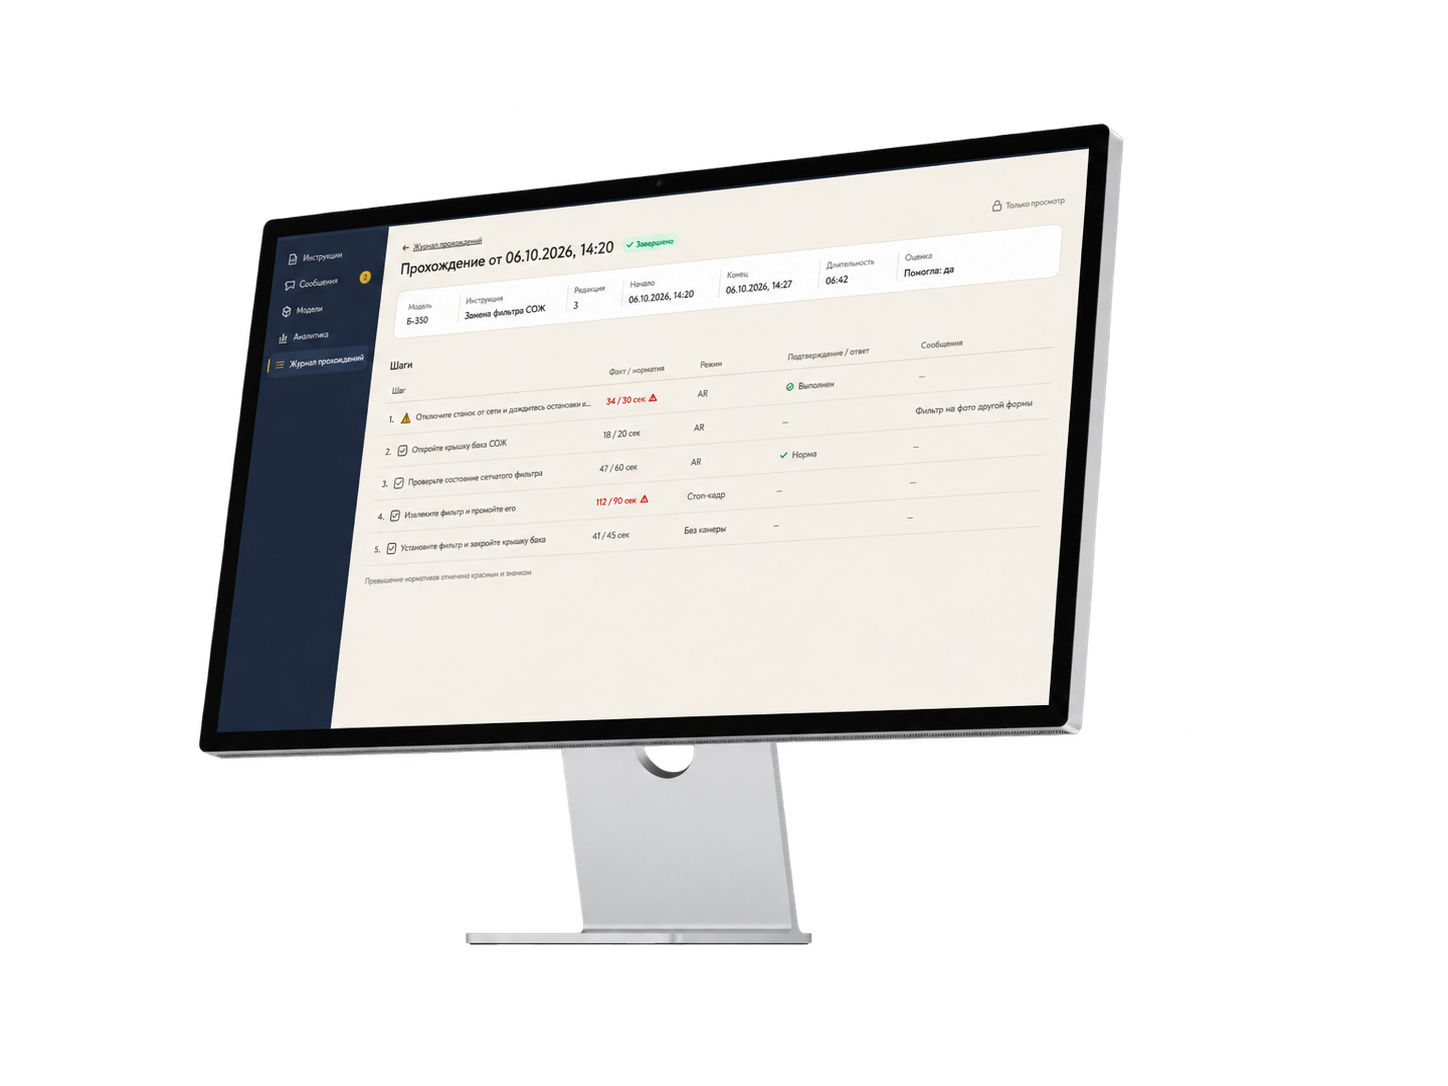 Инструкции
Сообщения 2
Модели
Аналитика
Журнал прохождений
← Журнал прохождений
Прохождение от 06.10.2026, 14:20 Завершено
Только просмотр
Модель Инструкция Редакция Начало Конец Длительность Оценка
Б-350 Замена фильтра СОЖ 3 06.10.2026, 14:20 06.10.2026, 14:27 06:42 Помогла: да
Шаги
Шаг Факт / норматив Режим Подтверждение / ответ Сообщения
1. Отключите станок от сети и дождитесь остановки в... 34 / 30 сек AR Выполнен –
2. Откройте крышку бака СОЖ 18 / 20 сек AR – Фильтр на фото другой формы
3. Проверьте состояние сетчатого фильтра 47 / 60 сек AR Норма –
4. Извлеките фильтр и промойте его 112 / 90 сек Стоп-кадр – –
5. Установите фильтр и закройте крышку бака 41 / 45 сек Без камеры – –
Превышение нормативов отмечено красным и значком